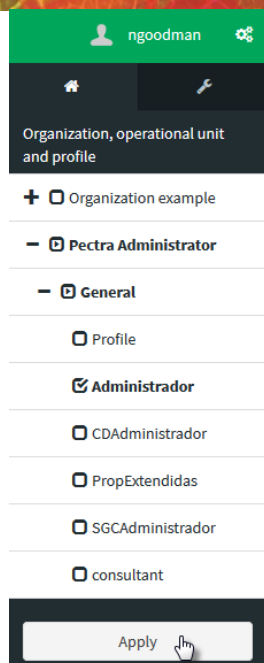 ngoodman
Organization, operational unit
and profile
Organization example
Pectra Administrator
General
Profile
Administrador
CDAdministrador
PropExtendidas
SGCAdministrador
consultant
Apply